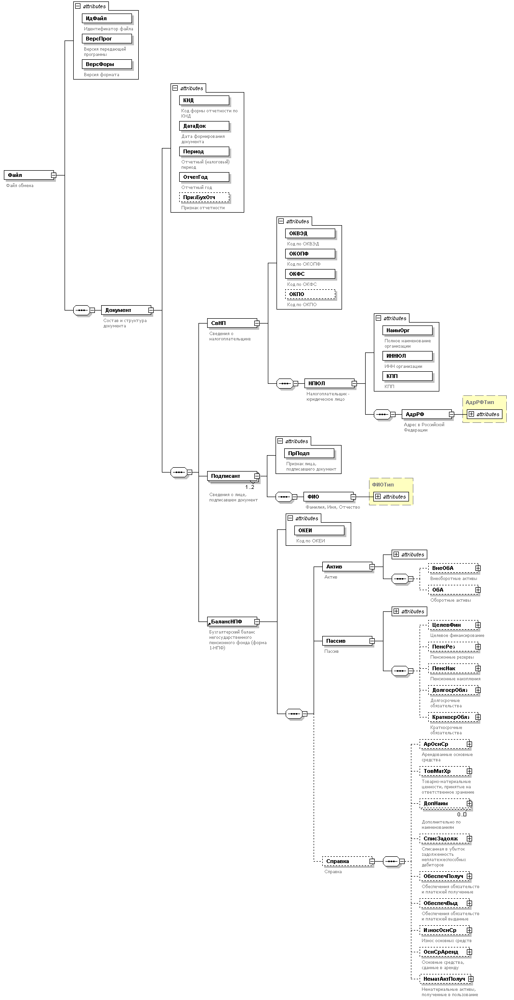 attributes
ИдФайл
Идентификатор файла
ВерсПрог
Версия передающей
программы
ВерсФорм
Версия формата
attributes
КНД
Код формы отчетности по
КНД
ДатаДок
Дата формирования
документа
Период
Отчетный (налоговый)
период
ОтчетГод
Отчетный год
ПризБухОтч
Признак отчетности
Файл
Файл обмена
attributes
ОКВЭД
Код по ОКВЭД
ОКОПФ
Код по ОКОПФ
ОКФС
Код по ОКФС
ОКПО
Код по ОКПО
Документ
Состав и структура
документа
СвНП
Сведения о
налогоплательщике
attributes
НаимОрг
Полное наименование
организации
ИННЮЛ
ИНН организации
КПП
КПП
НПЮЛ
Налогоплательщик -
юридическое лицо
АдрРФ
Адрес в Российской
Федерации
АдрРФТип
attributes
attributes
ПрПодп
Признак лица,
подписавшего документ
Подписант
1..2
Сведения о лице,
подписавшем документ
ФИО
Фамилия, Имя, Отчество
ФИОТип
attributes
attributes
ОКЕИ
Код по ОКЕИ
Актив
Актив
attributes
ВнеОбА
Внеоборотные активы
ОбА
Оборотные активы
БалансНПФ
Бухгалтерский баланс
негосударственного
пенсионного фонда (форма
1-НПФ)
Пассив
Пассив
attributes
ЦелевФин
Целевое финансирование
ПенсРез
Пенсионные резервы
ПенсНак
Пенсионные накопления
ДолгосрОбяз
Долгосрочные
обязательства
КраткосрОбяз
Краткосрочные
обязательства
АрОснСр
Арендованные основные
средства
ТовМатХр
Товарно-материальные
ценности, принятые на
ответственное хранение
ДопНаим
0..□
Дополнительно по
наименованиям
СписЗадолж
Списанная в убыток
задолженность
неплатежеспособных
дебиторов
Справка
Справка
ОбеспечПолуч
Обеспечения обязательств
и платежей полученные
ОбеспечВыд
Обеспечения обязательств
и платежей выданные
ИзносОснСр
Износ основных средств
ОснСрАренд
Основные средства,
сданные в аренду
НематАктПолуч
Нематериальные активы,
полученные в пользование